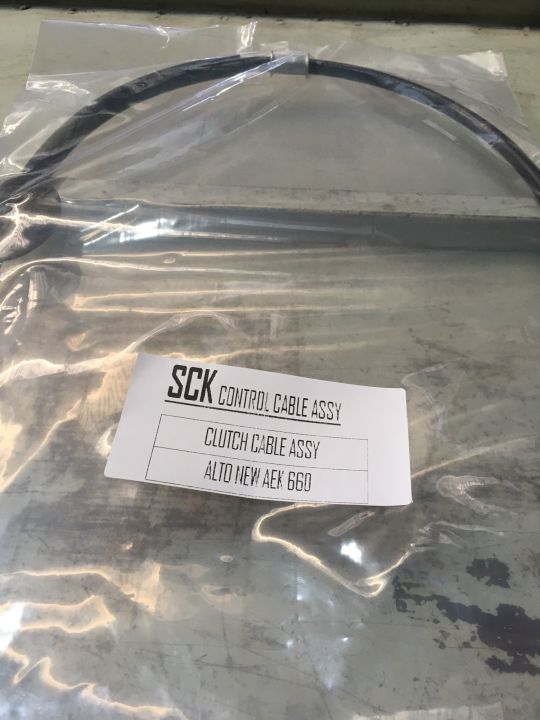 SCK CONTROL CABLE ASSY
CLUTCH CABLE ASSY
ALTO NEW AEK 660